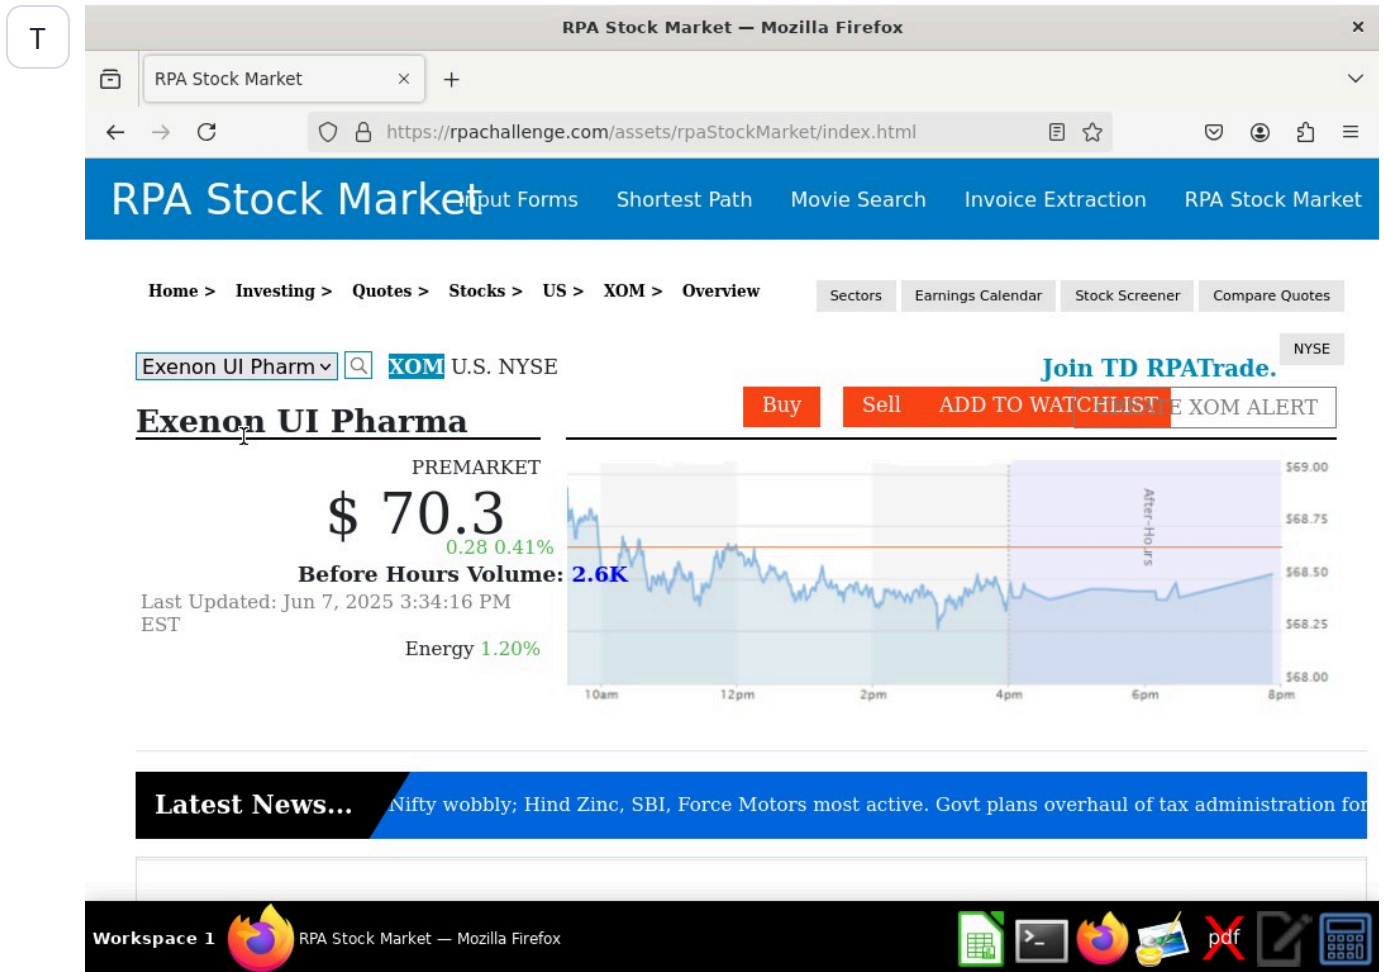 T
RPA Stock Market — Mozilla Firefox
RPA Stock Market
https://rpachallenge.com/assets/rpaStockMarket/index.html
RPA Stock Market Input Forms Shortest Path Movie Search Invoice Extraction RPA Stock Market
Home > Investing > Quotes > Stocks > US > XOM > Overview
Sectors Earnings Calendar Stock Screener Compare Quotes
NYSE
Exenon UI Pharm XOM U.S. NYSE
Join TD RPATrade.
Buy Sell ADD TO WATCHLIST CREATE XOM ALERT
Exenon UI Pharma
PREMARKET
$ 70.3
0.28 0.41%
Before Hours Volume: 2.6K
Last Updated: Jun 7, 2025 3:34:16 PM
EST
Energy 1.20%
$69.00
$68.75
$68.50
$68.25
$68.00
After-Hours
10am 12pm 2pm 4pm 6pm 8pm
Latest News... Nifty wobbly; Hind Zinc, SBI, Force Motors most active. Govt plans overhaul of tax administration for
Workspace 1 RPA Stock Market — Mozilla Firefox
pdf